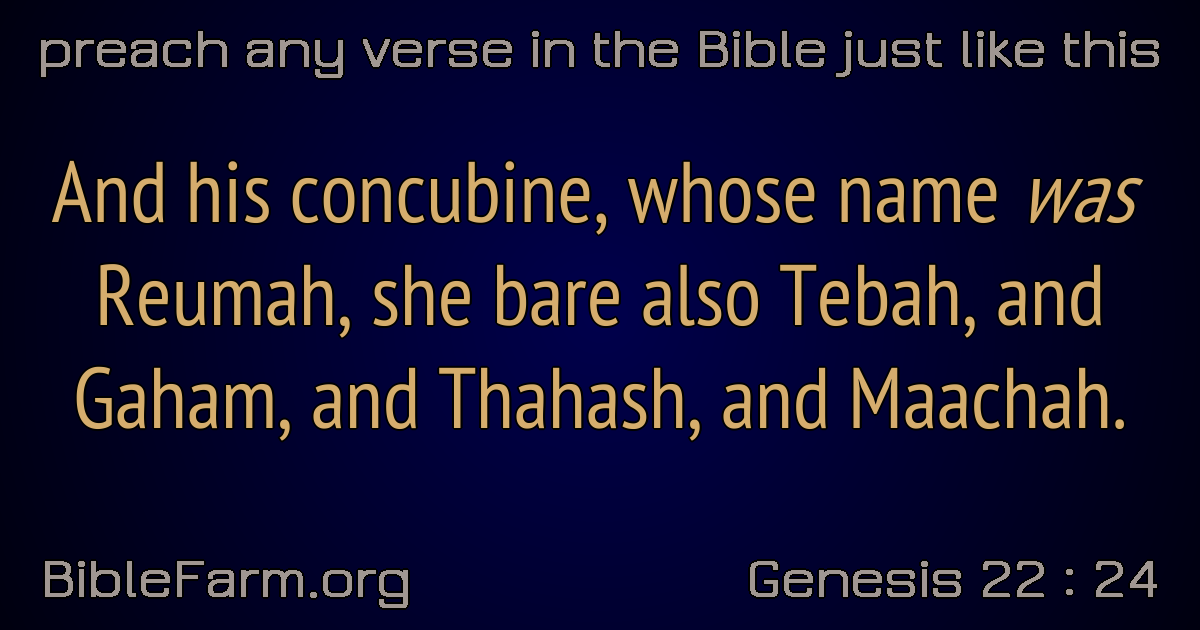 preach any verse in the Bible just like this
And his concubine, whose name was
Reumah, she bare also Tebah, and
Gaham, and Thahash, and Maachah.
BibleFarm.org
Genesis 22 : 24